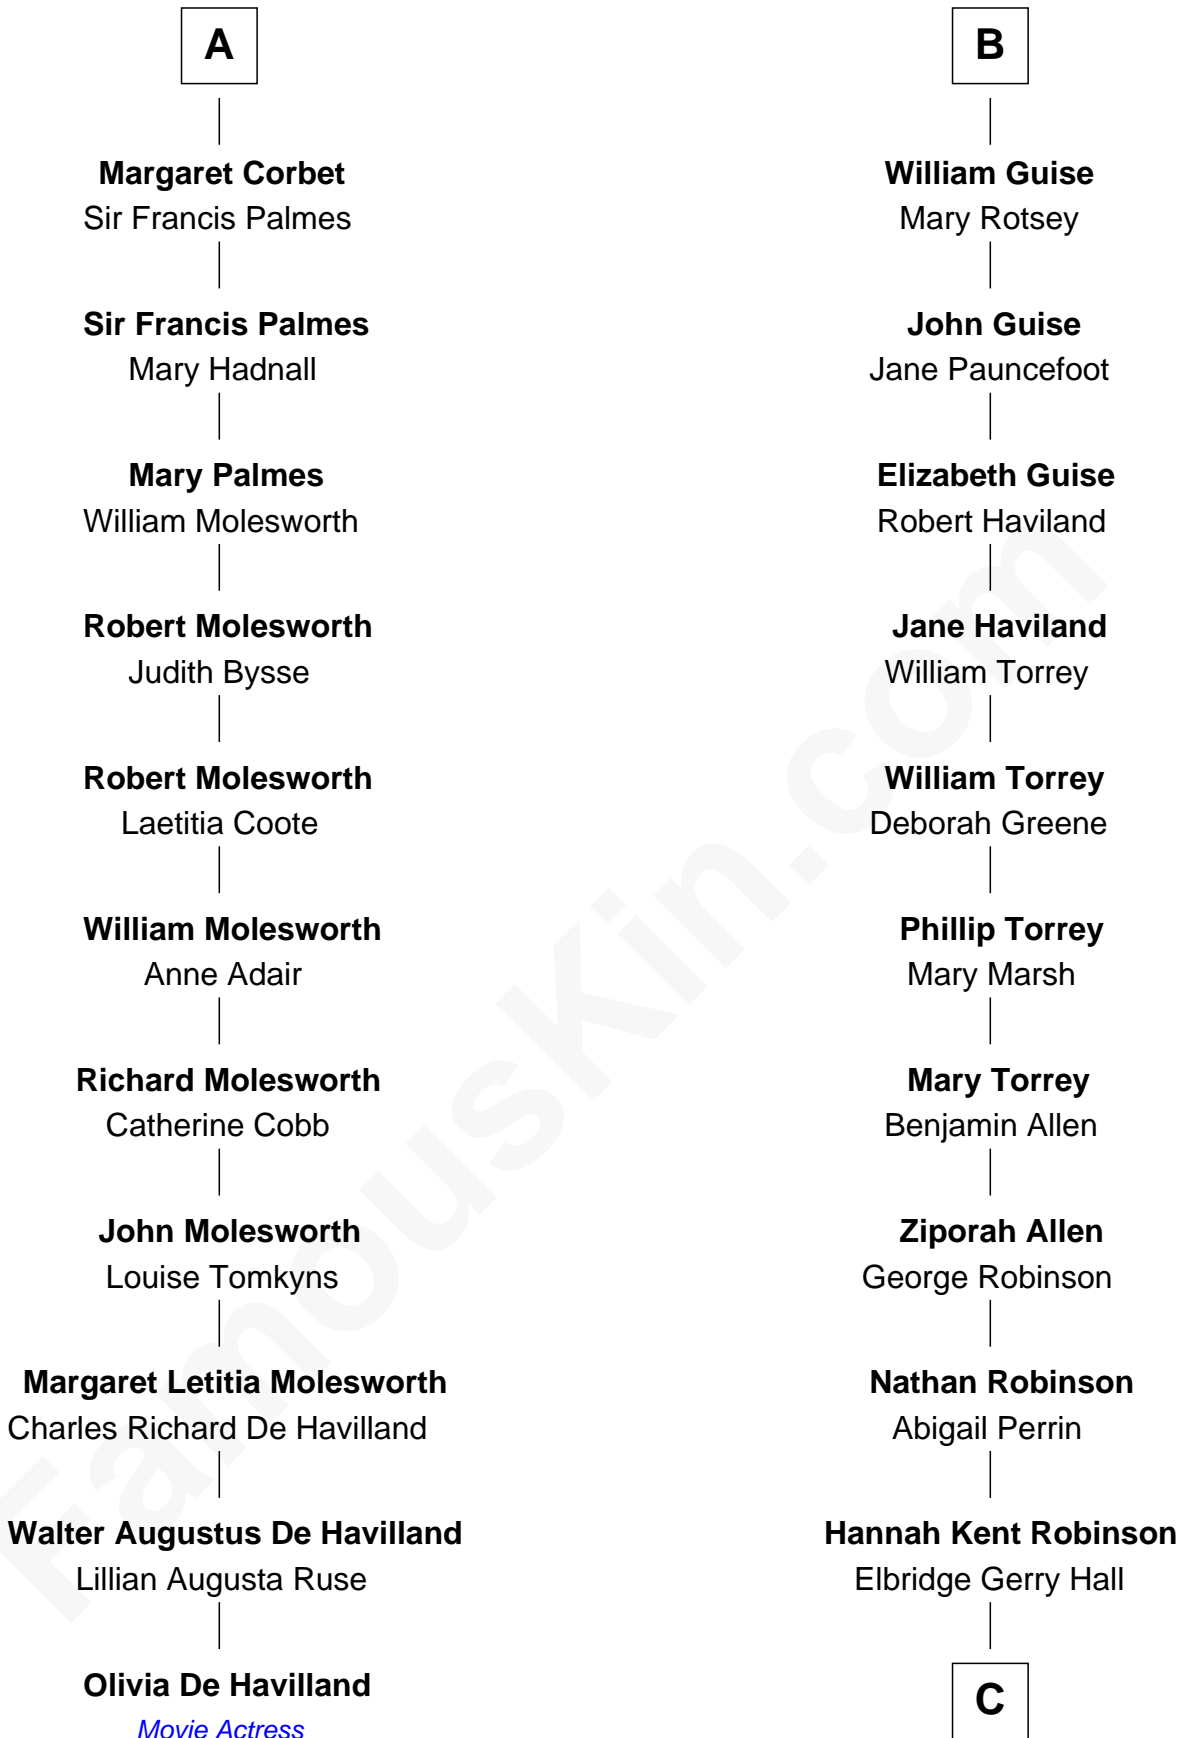 A
Margaret Corbet
Sir Francis Palmes
Sir Francis Palmes
Mary Hadnall
Mary Palmes
William Molesworth
Robert Molesworth
Judith Bysse
Robert Molesworth
Laetitia Coote
William Molesworth
Anne Adair
Richard Molesworth
Catherine Cobb
John Molesworth
Louise Tomkyns
Margaret Letitia Molesworth
Charles Richard De Havilland
Walter Augustus De Havilland
Lillian Augusta Ruse
Olivia De Havilland
Movie Actress
B
William Guise
Mary Rotsey
John Guise
Jane Pauncefoot
Elizabeth Guise
Robert Haviland
Jane Haviland
William Torrey
William Torrey
Deborah Greene
Phillip Torrey
Mary Marsh
Mary Torrey
Benjamin Allen
Ziporah Allen
George Robinson
Nathan Robinson
Abigail Perrin
Hannah Kent Robinson
Elbridge Gerry Hall
C
FamousKin.com